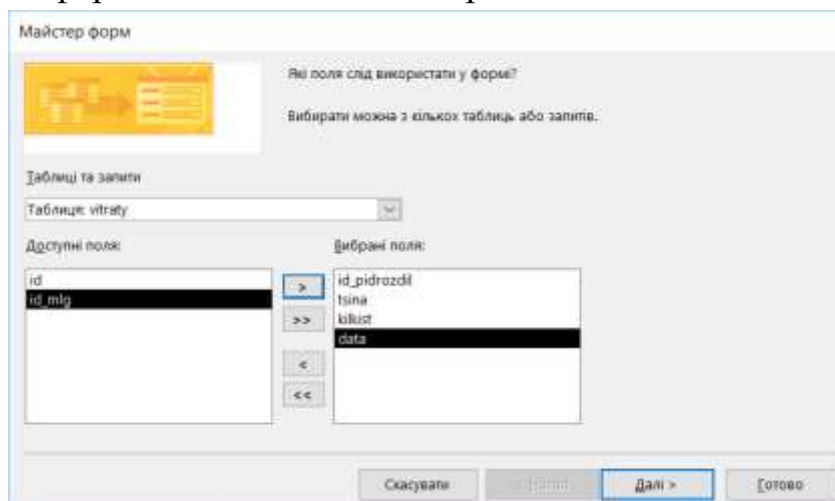 Майстер форм
Які поля слід використати у формі?
Вибирати можна з кількох таблиць або запитів.
Таблиці та запити
Таблиця: vitraty
Доступні поля:
Вибрані поля:
id
id_mlg
>
>>
<
<<
id_pidrozdil
tsina
kilkist
data
Скасувати
< Назад
Далі >
Готово